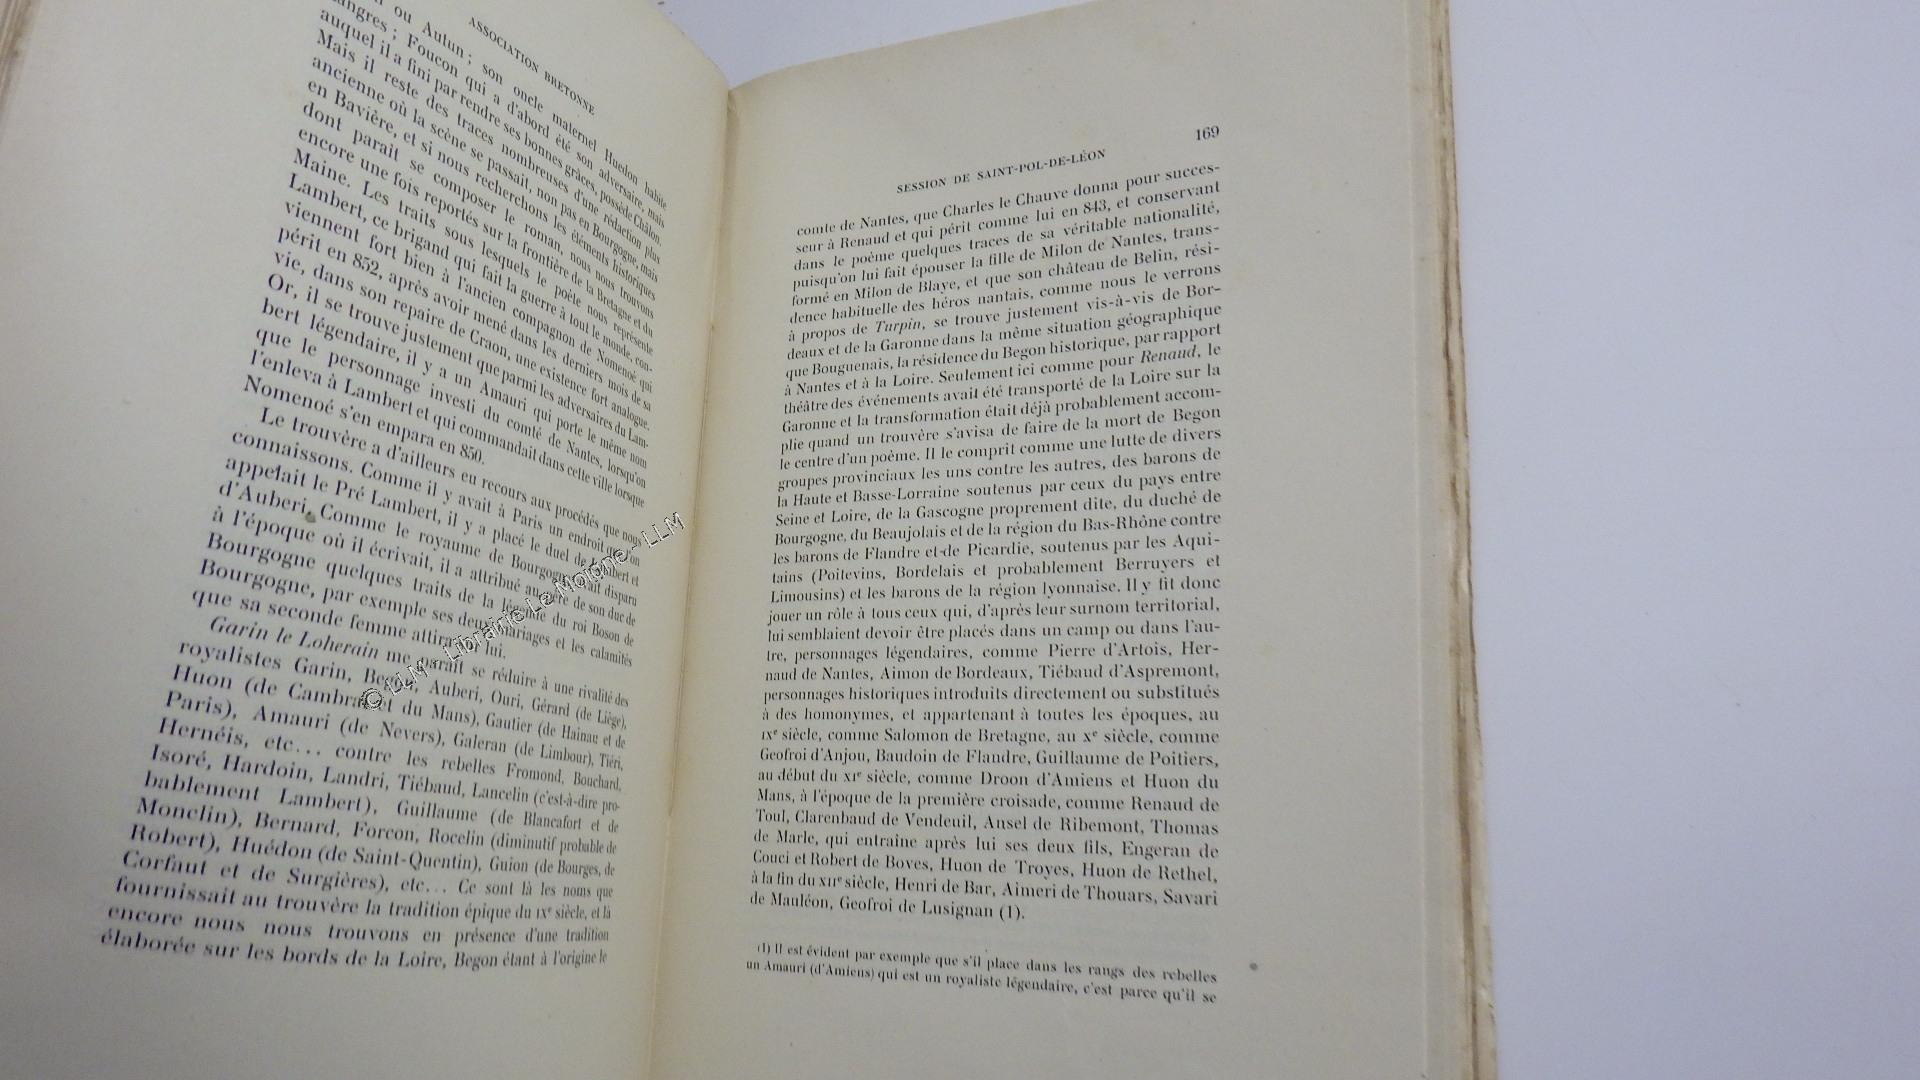 ASSOCIATION BRETONNE
ou Autun ; son oncle maternel Huedon habite
Langres ; Foucon qui a d'abord été son adversaire, mais
auquel il a fini par rendre ses bonnes grâces, possède Châlon.
Mais il reste des traces nombreuses d'une rédaction plus
ancienne où la scène se passait, non pas en Bourgogne, mais
en Bavière, et si nous recherchons les éléments historiques
dont parait se composer le roman, nous nous trouvons
encore une fois reportés sur la frontière de la Bretagne et du
Maine. Les traits sous lesquels le poète nous représente
Lambert, ce brigand qui fait la guerre à tout le monde, con-
viennent fort bien à l'ancien compagnon de Nomenoé qui
périt en 852, après avoir mené dans les derniers mois de sa
vie, dans son repaire de Craon, une existence fort analogue.
Or, il se trouve justement que parmi les adversaires du Lam-
bert légendaire, il y a un Amauri qui porte le même nom
que le personnage investi du comté de Nantes, lorsqu'on
l'enleva à Lambert et qui commandait dans cette ville lorsque
Nomenoé s'en empara en 850.
Le trouvère a d'ailleurs eu recours aux procédés que nous
connaissons. Comme il y avait à Paris un endroit que l'on
appelait le Pré Lambert, il y a placé le duel de Lambert et
d'Auberi. Comme le royaume de Bourgogne avait disparu
à l'époque où il écrivait, il a attribué au père de son duc de
Bourgogne quelques traits de la légende du roi Boson de
Bourgogne, par exemple ses deux mariages et les calamités
que sa seconde femme attira sur lui.
Garin le Loherain me paraît se réduire à une rivalité des
royalistes Garin, Begon, Auberi, Ouri, Gérard (de Liège),
Huon (de Cambrai et du Mans), Gautier (de Hainau et de
Paris), Amauri (de Nevers), Galeran (de Limbour), Tiéri,
Hernéis, etc... contre les rebelles Fromond, Bouchard,
Isoré, Hardoin, Landri, Tiébaud, Lancelin (c'est-à-dire pro-
bablement Lambert), Guillaume (de Blancafort et de
Monclin), Bernard, Forcon, Rocelin (diminutif probable de
Robert), Huédon (de Saint-Quentin), Guion (de Bourges, de
Corfaut et de Surgières), etc... Ce sont là les noms que
fournissait au trouvère la tradition épique du IXe siècle, et là
encore nous nous trouvons en présence d'une tradition
élaborée sur les bords de la Loire, Begon étant à l'origine le
© LLM - Librairie Le Moigne - LLM
SESSION DE SAINT-POL-DE-LÉON 169
comte de Nantes, que Charles le Chauve donna pour succes-
seur à Renaud et qui périt comme lui en 843, et conservant
dans le poème quelques traces de sa véritable nationalité,
puisqu'on lui fait épouser la fille de Milon de Nantes, trans-
formé en Milon de Blaye, et que son château de Belin, rési-
dence habituelle des héros nantais, comme nous le verrons
à propos de Turpin, se trouve justement vis-à-vis de Bor-
deaux et de la Garonne dans la même situation géographique
que Bouguenais, la résidence du Begon historique, par rapport
à Nantes et à la Loire. Seulement ici comme pour Renaud, le
théâtre des événements avait été transporté de la Loire sur la
Garonne et la transformation était déjà probablement accom-
plie quand un trouvère s'avisa de faire de la mort de Begon
le centre d'un poème. Il le comprit comme une lutte de divers
groupes provinciaux les uns contre les autres, des barons de
la Haute et Basse-Lorraine soutenus par ceux du pays entre
Seine et Loire, de la Gascogne proprement dite, du duché de
Bourgogne, du Beaujolais et de la région du Bas-Rhône contre
les barons de Flandre et de Picardie, soutenus par les Aqui-
tains (Poitevins, Bordelais et probablement Berruyers et
Limousins) et les barons de la région lyonnaise. Il y fit donc
jouer un rôle à tous ceux qui, d'après leur surnom territorial,
lui semblaient devoir être placés dans un camp ou dans l'au-
tre, personnages légendaires, comme Pierre d'Artois, Her-
naud de Nantes, Aimon de Bordeaux, Tiébaud d'Aspremont,
personnages historiques introduits directement ou substitués
à des homonymes, et appartenant à toutes les époques, au
IXe siècle, comme Salomon de Bretagne, au Xe siècle, comme
Geofroi d'Anjou, Baudoin de Flandre, Guillaume de Poitiers,
au début du XIe siècle, comme Droon d'Amiens et Huon du
Mans, à l'époque de la première croisade, comme Renaud de
Toul, Clarenbaud de Vendeuil, Ansel de Ribemont, Thomas
de Marle, qui entraîne après lui ses deux fils, Engeran de
Couci et Robert de Boves, Huon de Troyes, Huon de Rethel,
à la fin du XIIe siècle, Henri de Bar, Aimeri de Thouars, Savari
de Mauléon, Geofroi de Lusignan (1).
(1) Il est évident par exemple que s'il place dans les rangs des rebelles
un Amauri (d'Amiens) qui est un royaliste légendaire, c'est parce qu'il se